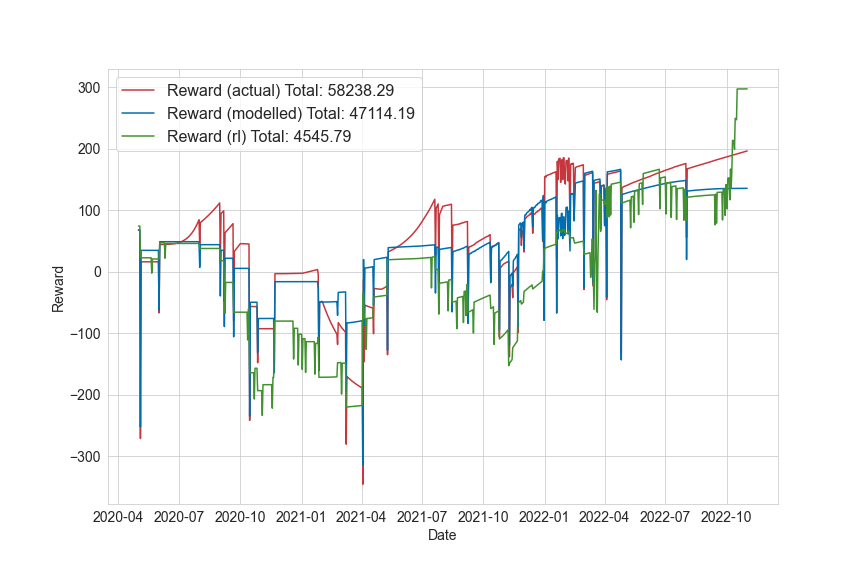 Reward (actual) Total: 58238.29
Reward (modelled) Total: 47114.19
Reward (rl) Total: 4545.79
300
200
100
0
−100
−200
−300
Reward
2020-04 2020-07 2020-10 2021-01 2021-04 2021-07 2021-10 2022-01 2022-04 2022-07 2022-10
Date